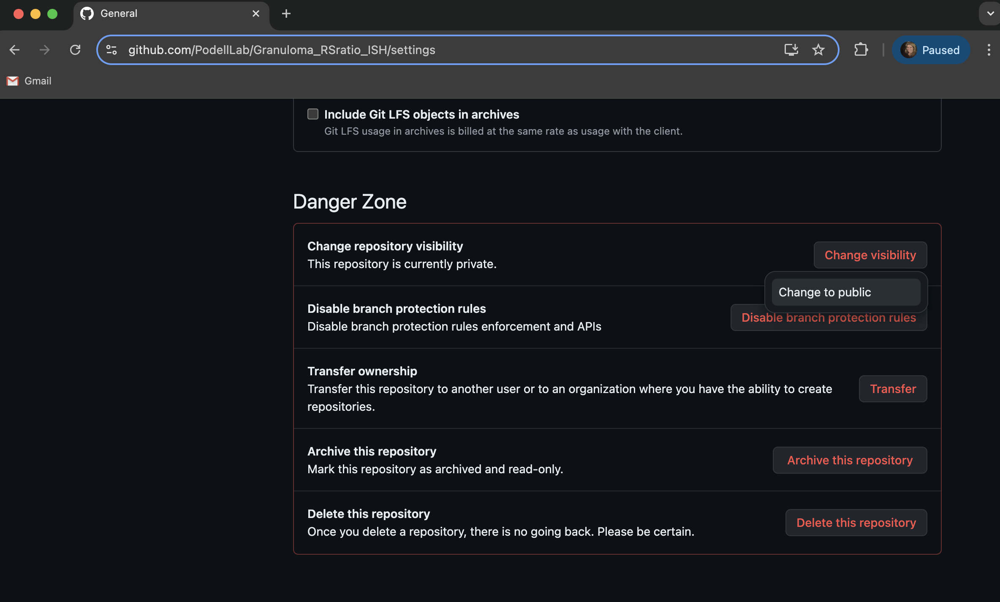 General
github.com/PodellLab/Granuloma_RSratio_ISH/settings
Paused
Gmail
Include Git LFS objects in archives
Git LFS usage in archives is billed at the same rate as usage with the client.
Danger Zone
Change repository visibility
This repository is currently private.
Change visibility
Change to public
Disable branch protection rules
Disable branch protection rules enforcement and APIs
Disable branch protection rules
Transfer ownership
Transfer this repository to another user or to an organization where you have the ability to create
repositories.
Transfer
Archive this repository
Mark this repository as archived and read-only.
Archive this repository
Delete this repository
Once you delete a repository, there is no going back. Please be certain.
Delete this repository